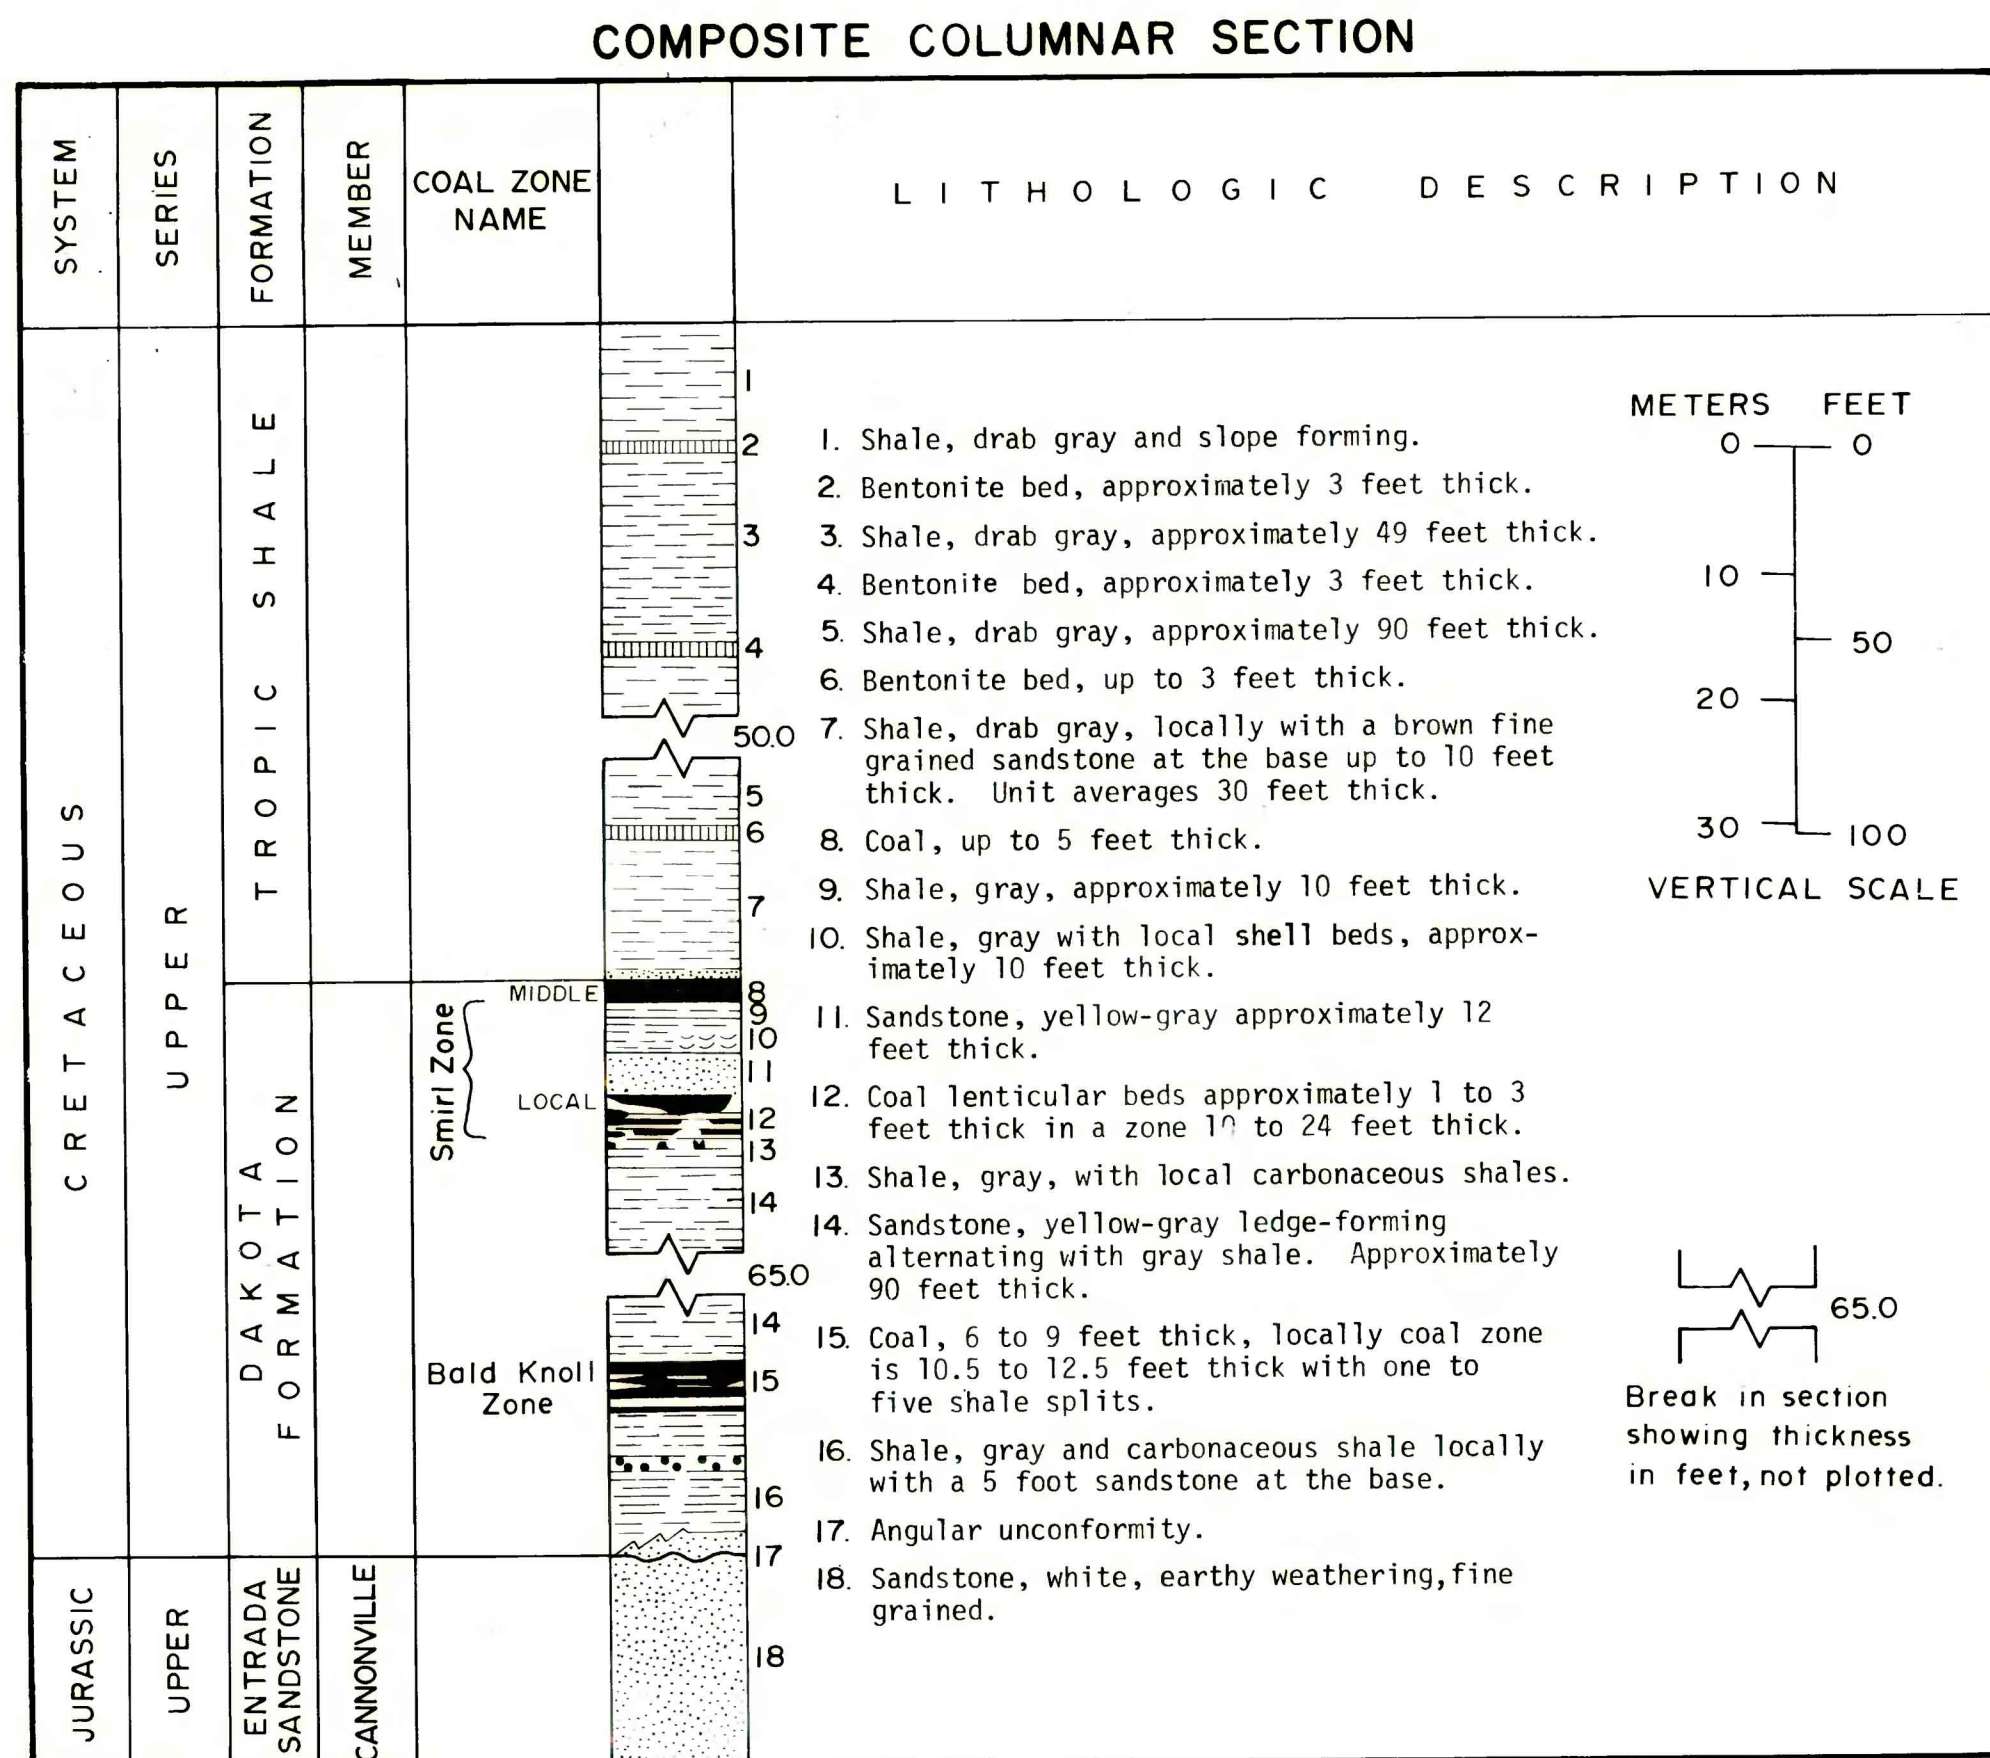 COMPOSITE COLUMNAR SECTION
SYSTEM
SERIES
FORMATION
MEMBER
COAL ZONE
NAME
LITHOLOGIC DESCRIPTION
CRETACEOUS
UPPER
TROPIC SHALE
DAKOTA
FORMATION
JURASSIC
UPPER
ENTRADA
SANDSTONE
CANNONVILLE
MIDDLE
Smirl Zone
LOCAL
Bald Knoll
Zone
1
2
3
4
50.0
5
6
7
8
9
10
11
12
13
14
65.0
14
15
16
17
18
1. Shale, drab gray and slope forming.
2. Bentonite bed, approximately 3 feet thick.
3. Shale, drab gray, approximately 49 feet thick.
4. Bentonite bed, approximately 3 feet thick.
5. Shale, drab gray, approximately 90 feet thick.
6. Bentonite bed, up to 3 feet thick.
7. Shale, drab gray, locally with a brown fine
grained sandstone at the base up to 10 feet
thick. Unit averages 30 feet thick.
8. Coal, up to 5 feet thick.
9. Shale, gray, approximately 10 feet thick.
10. Shale, gray with local shell beds, approx-
imately 10 feet thick.
11. Sandstone, yellow-gray approximately 12
feet thick.
12. Coal lenticular beds approximately 1 to 3
feet thick in a zone to 24 feet thick.
13. Shale, gray, with local carbonaceous shales.
14. Sandstone, yellow-gray ledge-forming
alternating with gray shale. Approximately
90 feet thick.
15. Coal, 6 to 9 feet thick, locally coal zone
is 10.5 to 12.5 feet thick with one to
five shale splits.
16. Shale, gray and carbonaceous shale locally
with a 5 foot sandstone at the base.
17. Angular unconformity.
18. Sandstone, white, earthy weathering, fine
grained.
METERS FEET
0 0
10
50
20
30 100
VERTICAL SCALE
65.0
Break in section
showing thickness
in feet, not plotted.